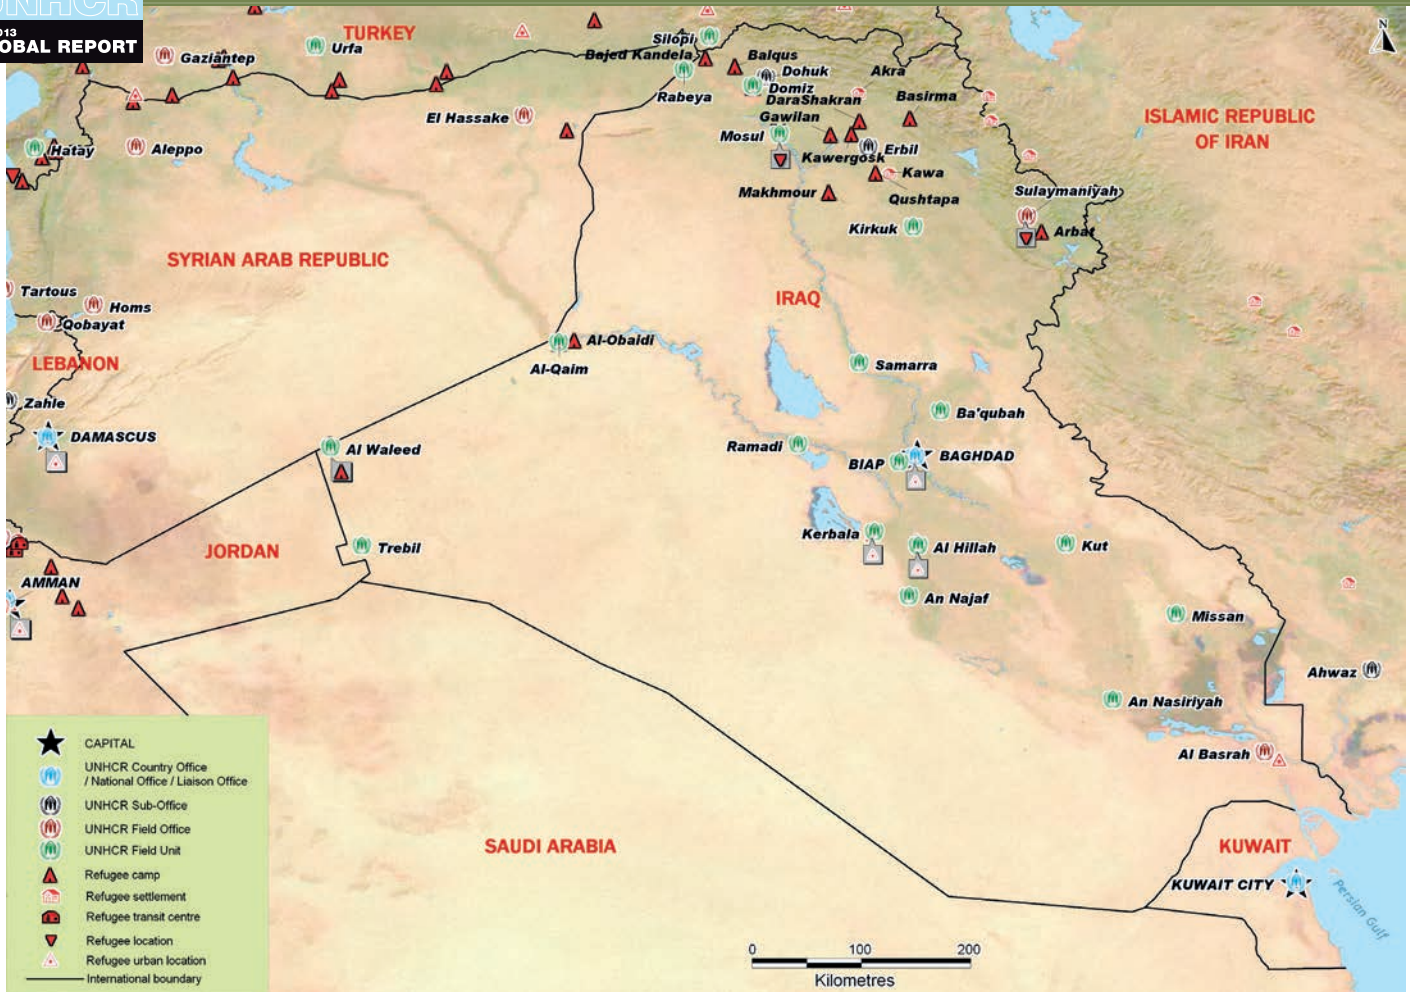 UNHCR
2013
GLOBAL REPORT
N
TURKEY
Silopi
Urfa
Gaziantep
Bajed Kandela
Balqus
Dohuk
Akra
Domiz
Rabeya
DaraShakran
Basirma
Gawilan
El Hassake
ISLAMIC REPUBLIC
OF IRAN
Mosul
Hatay
Aleppo
Erbil
Kawergosk
Kawa
Makhmour
Qushtapa
Sulaymaniyah
Kirkuk
Arbat
SYRIAN ARAB REPUBLIC
Tartous
Homs
IRAQ
Qobayat
Al-Obaidi
LEBANON
Al-Qaim
Samarra
Zahle
Ba'qubah
DAMASCUS
Al Waleed
Ramadi
BIAP
BAGHDAD
Kerbala
JORDAN
Trebil
Al Hillah
Kut
AMMAN
An Najaf
Missan
Ahwaz
An Nasiriyah
Al Basrah
CAPITAL
UNHCR Country Office
/ National Office / Liaison Office
UNHCR Sub-Office
UNHCR Field Office
UNHCR Field Unit
Refugee camp
Refugee settlement
Refugee transit centre
Refugee location
Refugee urban location
International boundary
SAUDI ARABIA
KUWAIT
KUWAIT CITY
Persian Gulf
0 100 200
Kilometres